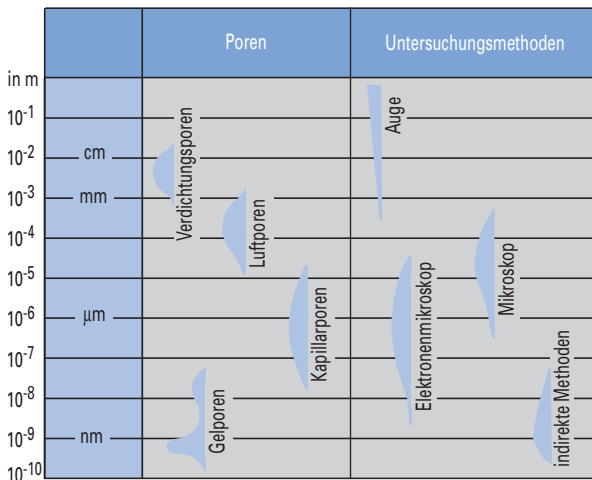 Poren
Untersuchungsmethoden
in m
10⁻¹
10⁻²
10⁻³
10⁻⁴
10⁻⁵
10⁻⁶
10⁻⁷
10⁻⁸
10⁻⁹
10⁻¹⁰
cm
mm
μm
nm
Verdichtungsporen
Luftporen
Kapillarporen
Gelporen
Auge
Elektronenmikroskop
Mikroskop
indirekte Methoden